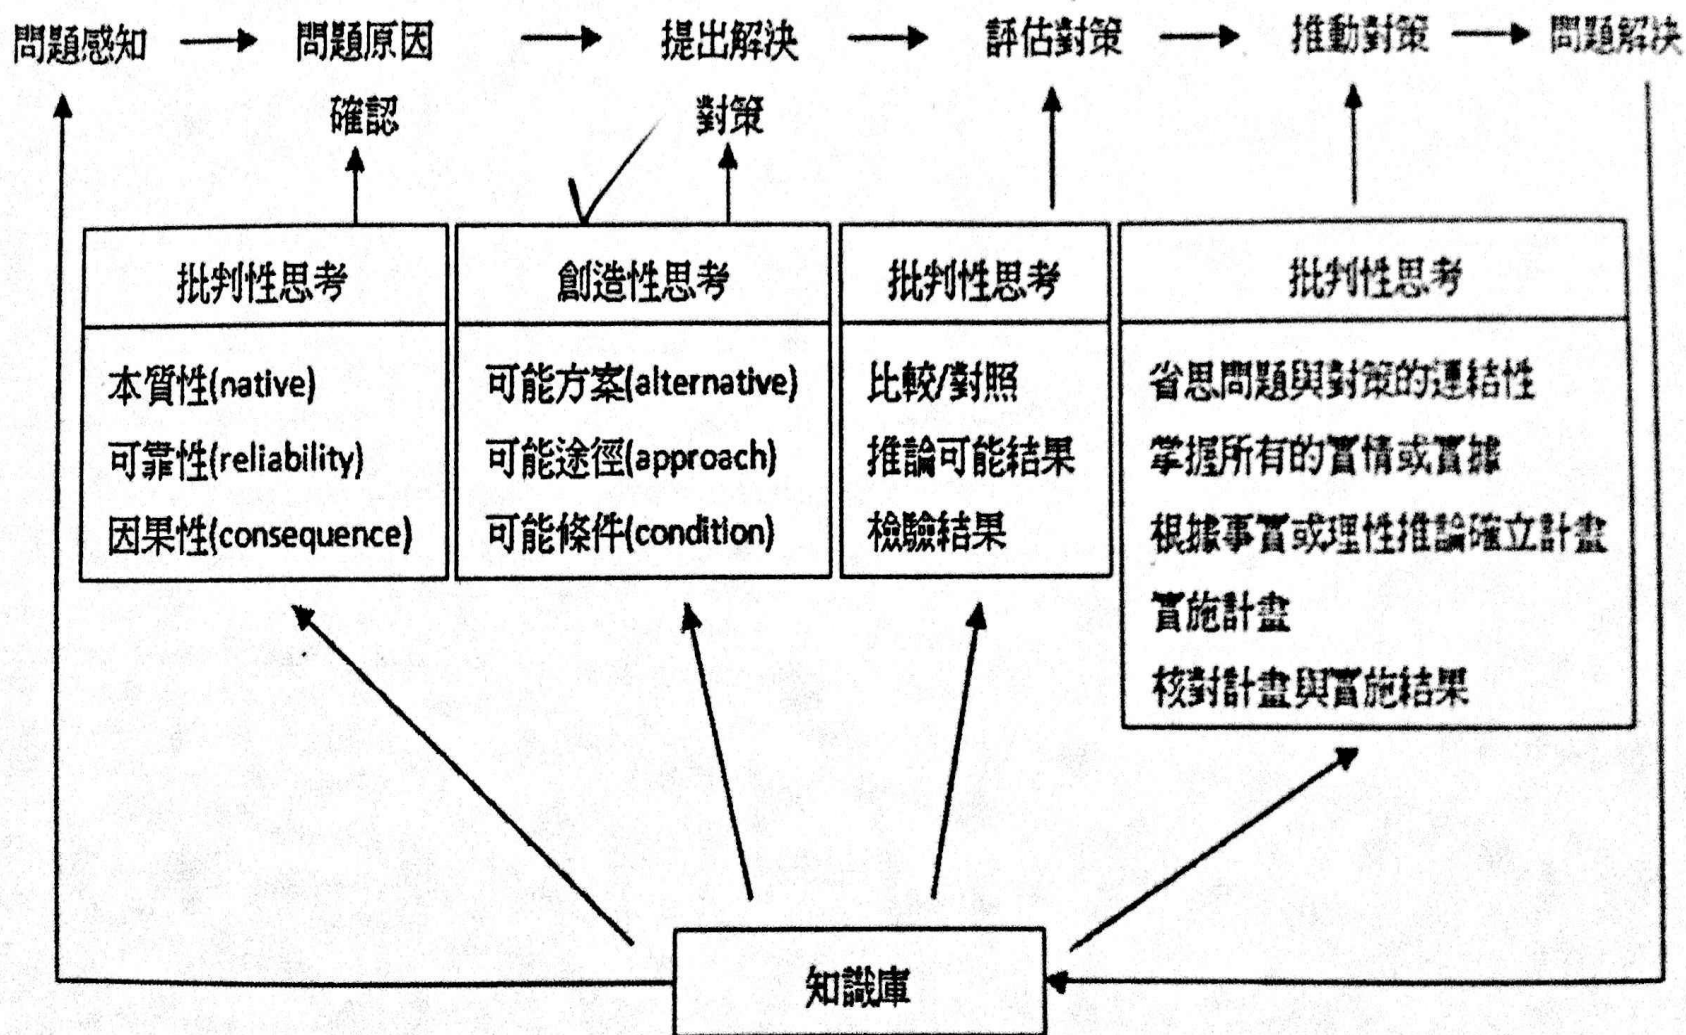 問題感知 → 問題原因 → 提出解決 → 評估對策 → 推動對策 → 問題解決
確認 對策
批判性思考
本質性(native)
可靠性(reliability)
因果性(consequence)
創造性思考
可能方案(alternative)
可能途徑(approach)
可能條件(condition)
批判性思考
比較/對照
推論可能結果
檢驗結果
批判性思考
省思問題與對策的連結性
掌握所有的實情或實據
根據事實或理性推論確立計畫
實施計畫
核對計畫與實施結果
知識庫